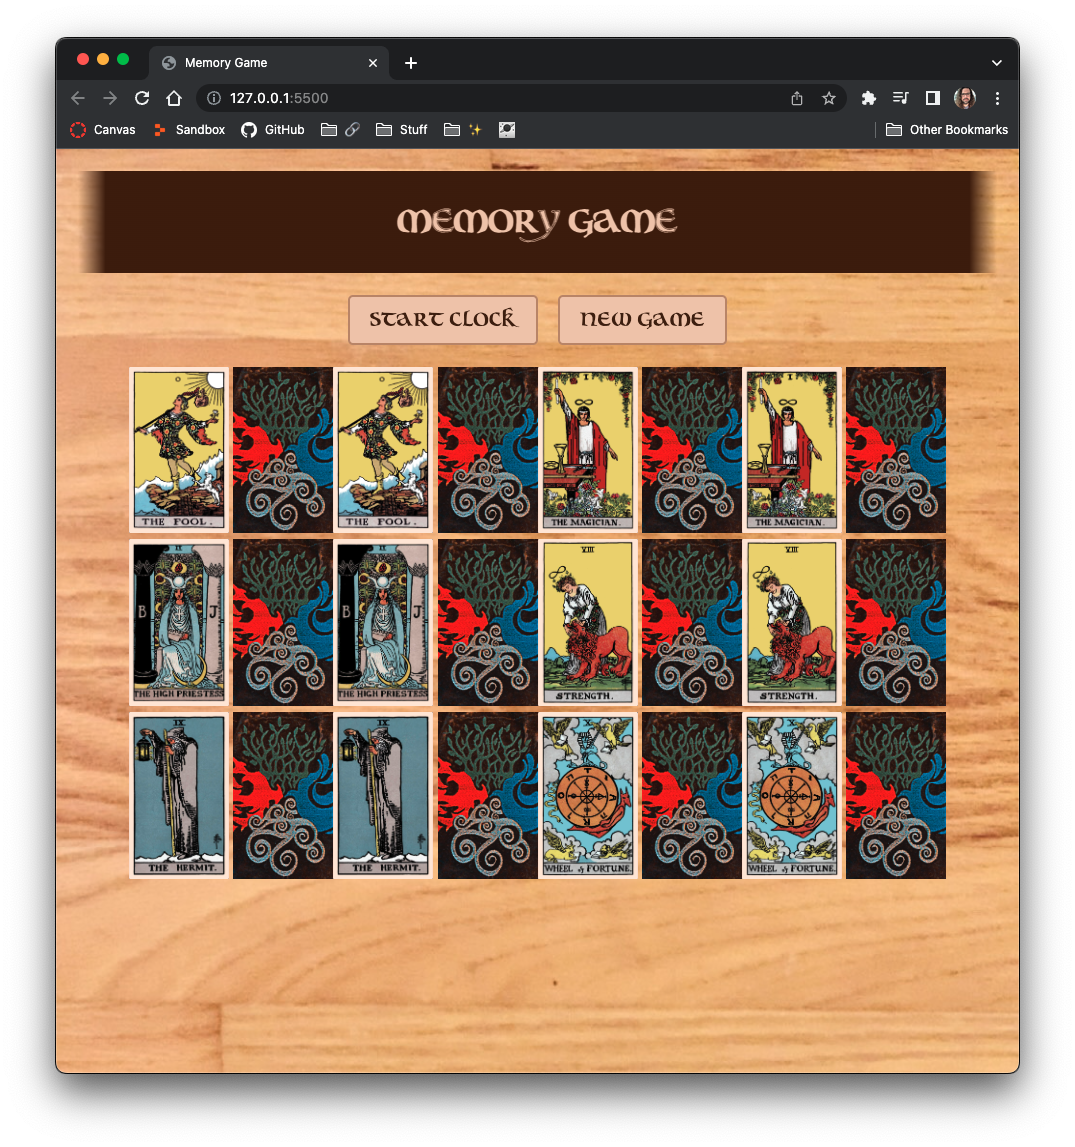 Memory Game
127.0.0.1:5500
Canvas Sandbox GitHub Stuff Other Bookmarks
MEMORY GAME
START CLOCK NEW GAME
I I
THE FOOL. THE FOOL. THE MAGICIAN. THE MAGICIAN.
II II VIII VIII
B J B J
THE HIGH PRIESTESS THE HIGH PRIESTESS STRENGTH. STRENGTH.
IX IX X X
THE HERMIT. THE HERMIT. WHEEL of FORTUNE. WHEEL of FORTUNE.